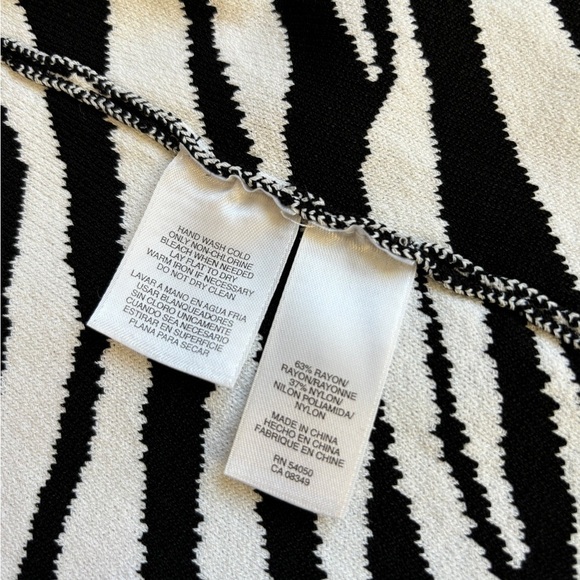 HAND WASH COLD
ONLY NON-CHLORINE
BLEACH WHEN NEEDED
LAY FLAT TO DRY
WARM IRON IF NECESSARY
DO NOT DRY CLEAN
LAVAR A MANO EN AGUA FRIA
USAR BLANQUEADORES
SIN CLORO UNICAMENTE
CUANDO SEA NECESARIO
ESTIRAR EN SUPERFICIE
PLANA PARA SECAR
63% RAYON/
RAYON/RAYONNE
37% NYLON/
NILON POLIAMIDA/
NYLON
MADE IN CHINA
HECHO EN CHINA
FABRIQUE EN CHINE
RN 54050
CA 08349